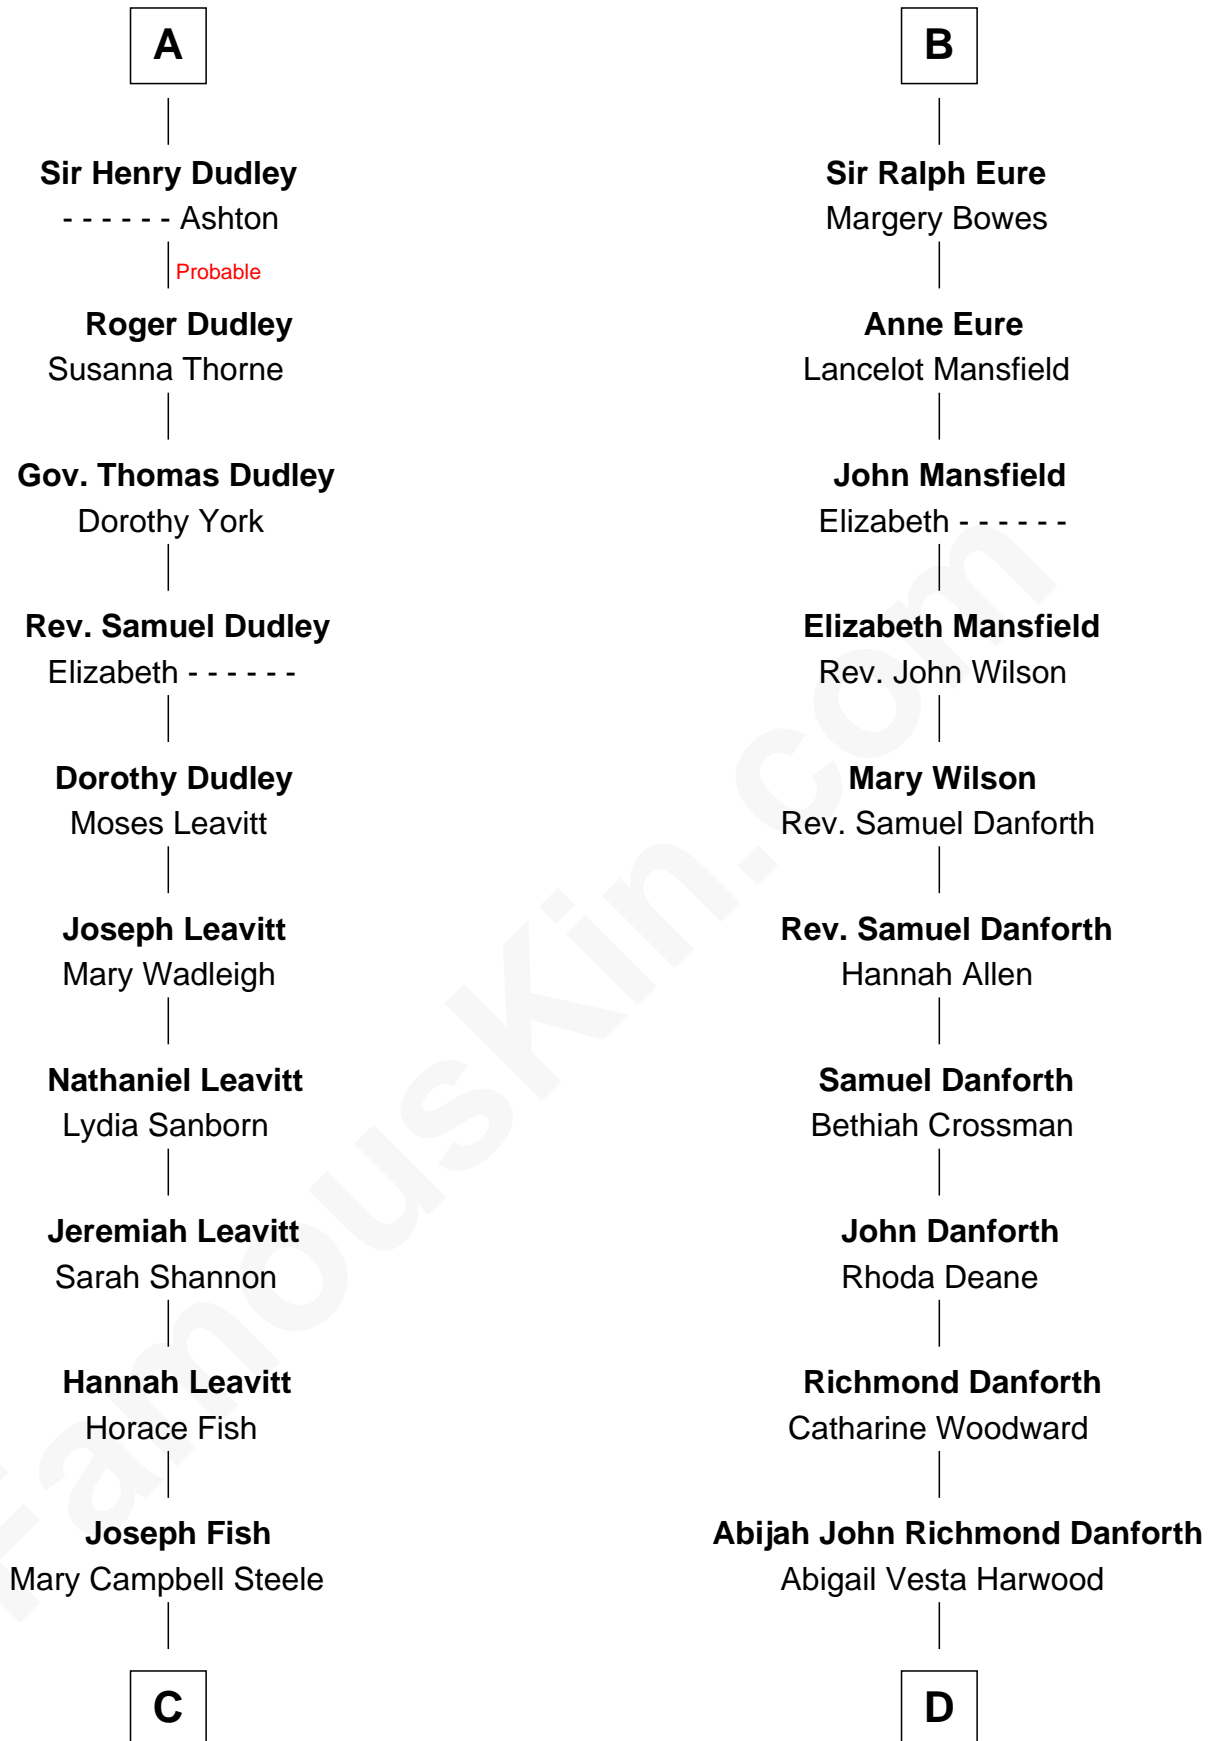 A
Sir Henry Dudley
- - - - - - Ashton
Probable
Roger Dudley
Susanna Thorne
Gov. Thomas Dudley
Dorothy York
Rev. Samuel Dudley
Elizabeth - - - - - -
Dorothy Dudley
Moses Leavitt
Joseph Leavitt
Mary Wadleigh
Nathaniel Leavitt
Lydia Sanborn
Jeremiah Leavitt
Sarah Shannon
Hannah Leavitt
Horace Fish
Joseph Fish
Mary Campbell Steele
C
B
Sir Ralph Eure
Margery Bowes
Anne Eure
Lancelot Mansfield
John Mansfield
Elizabeth - - - - - -
Elizabeth Mansfield
Rev. John Wilson
Mary Wilson
Rev. Samuel Danforth
Rev. Samuel Danforth
Hannah Allen
Samuel Danforth
Bethiah Crossman
John Danforth
Rhoda Deane
Richmond Danforth
Catharine Woodward
Abijah John Richmond Danforth
Abigail Vesta Harwood
D
FamousKin.com